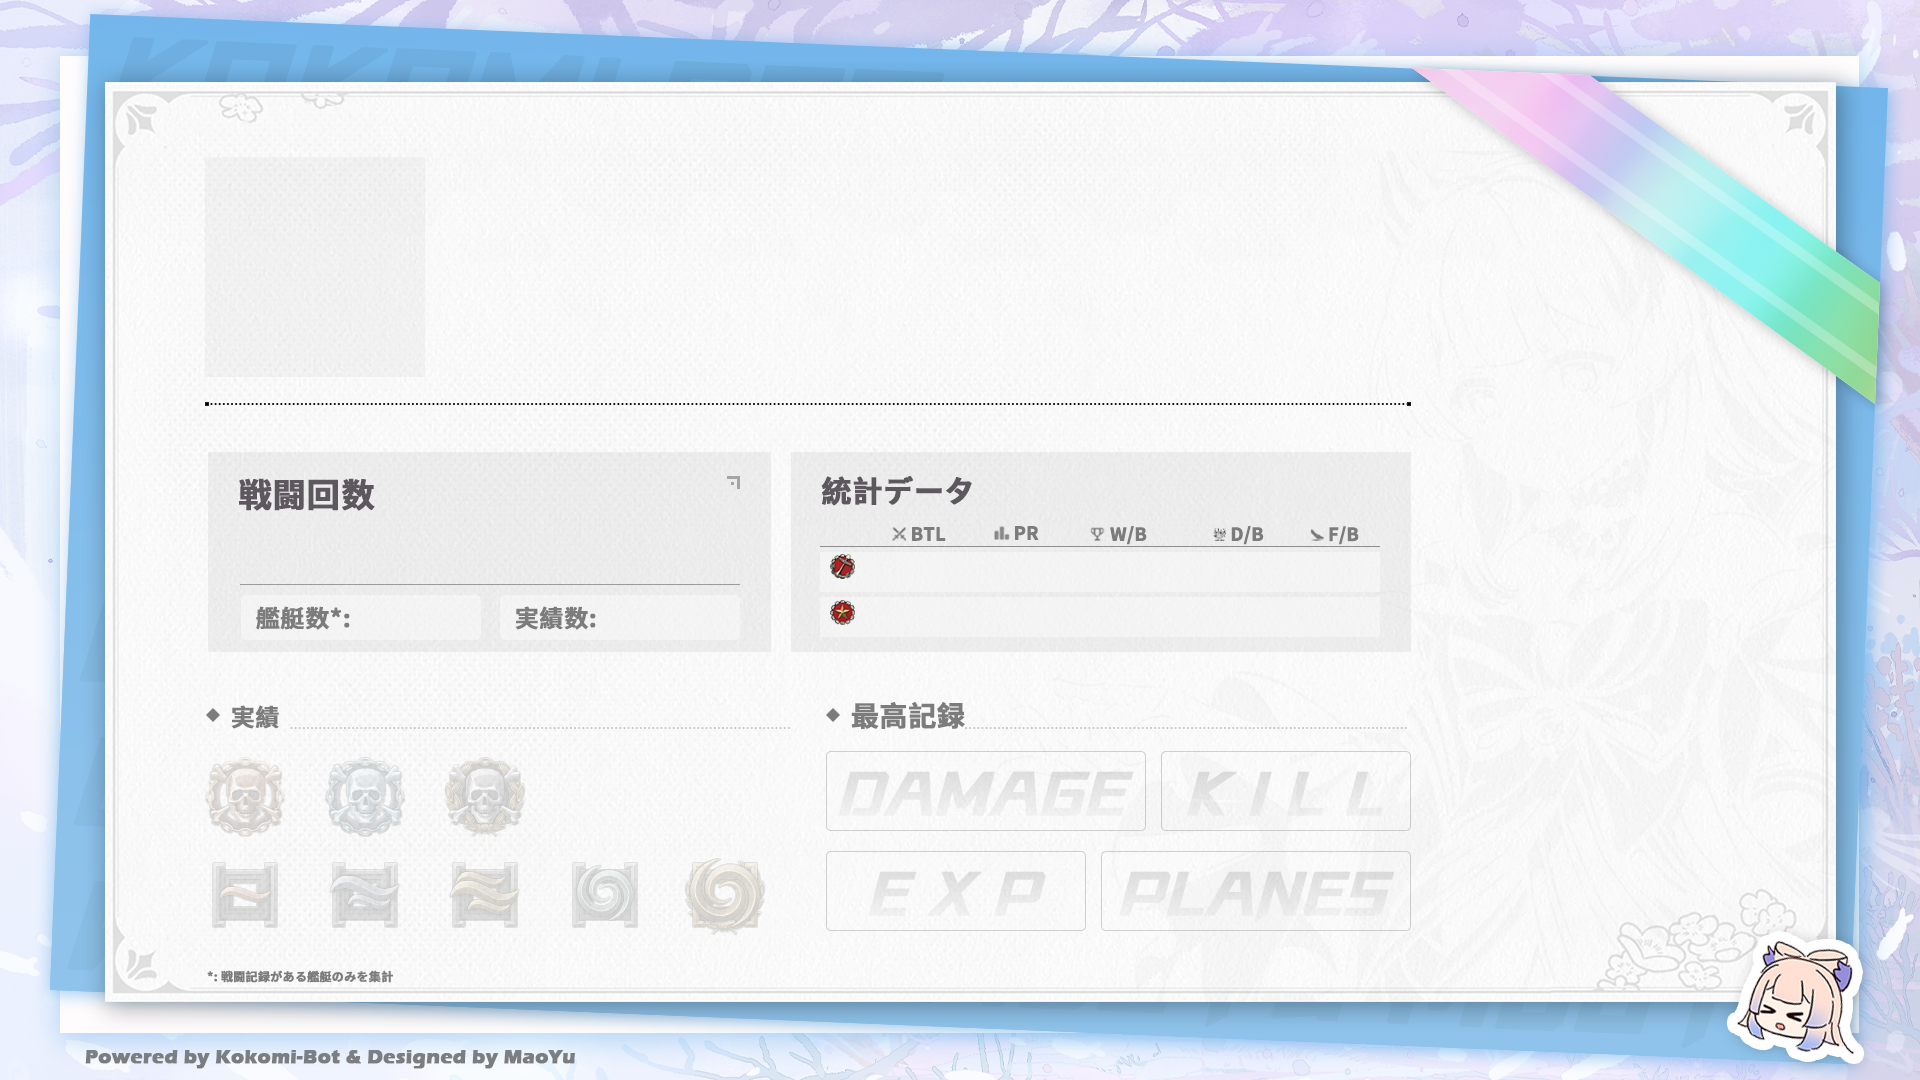 KOKOMI-BOT
戦闘回数
艦艇数*:
実績数:
統計データ
BTL PR W/B D/B F/B
実績
最高記録
DAMAGE
KILL
EXP
PLANES
*: 戦闘記録がある艦艇のみを集計
Powered by Kokomi-Bot & Designed by MaoYu